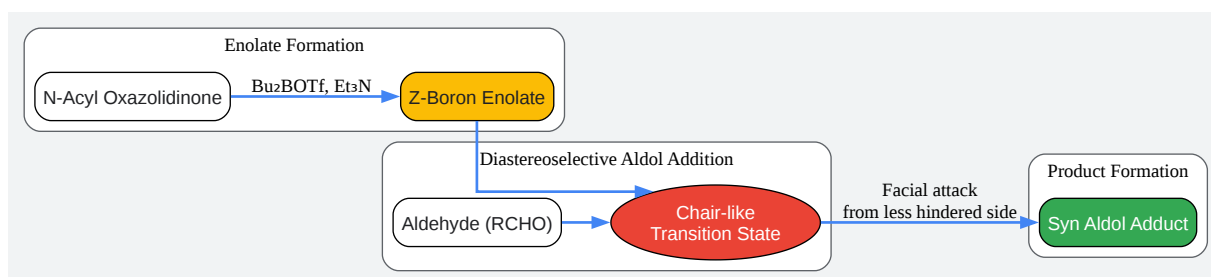 Enolate Formation
N-Acyl Oxazolidinone
Bu₂BOTf, Et₃N
Z-Boron Enolate
Diastereoselective Aldol Addition
Aldehyde (RCHO)
Chair-like
Transition State
Facial attack
from less hindered side
Product Formation
Syn Aldol Adduct